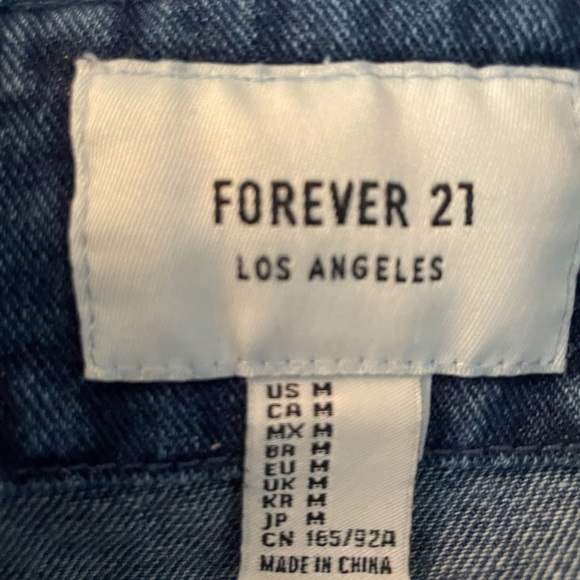 FOREVER 21
LOS ANGELES
US M
CA M
MX M
BR M
EU M
UK M
KR M
JP M
CN 165/92A
MADE IN CHINA